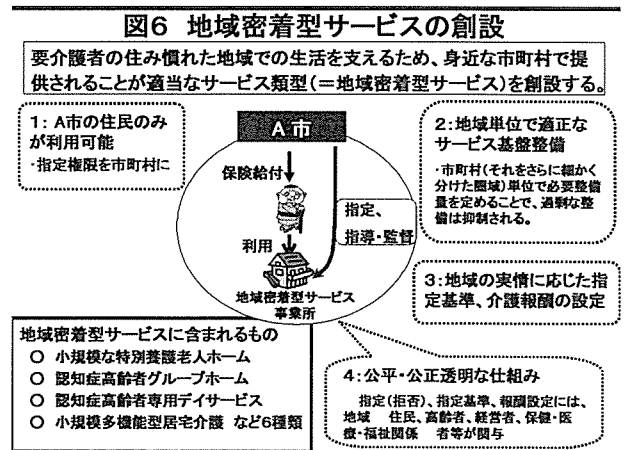 図6 地域密着型サービスの創設
要介護者の住み慣れた地域での生活を支えるため、身近な市町村で提
供されることが適当なサービス類型(=地域密着型サービス)を創設する。
1:A市の住民のみ
が利用可能
・指定権限を市町村に
A市
保険給付
利用
指定、
指導・監督
地域密着型サービス
事業所
2:地域単位で適正な
サービス基盤整備
・市町村(それをさらに細かく
分けた圏域)単位で必要整備
量を定めることで、過剰な整
備は抑制される。
3:地域の実情に応じた指
定基準、介護報酬の設定
地域密着型サービスに含まれるもの
○ 小規模な特別養護老人ホーム
○ 認知症高齢者グループホーム
○ 認知症高齢者専用デイサービス
○ 小規模多機能型居宅介護 など6種類
4:公平・公正透明な仕組み
指定(拒否)、指定基準、報酬設定には、
地域 住民、高齢者、経営者、保健・医
療・福祉関係 者等が関与